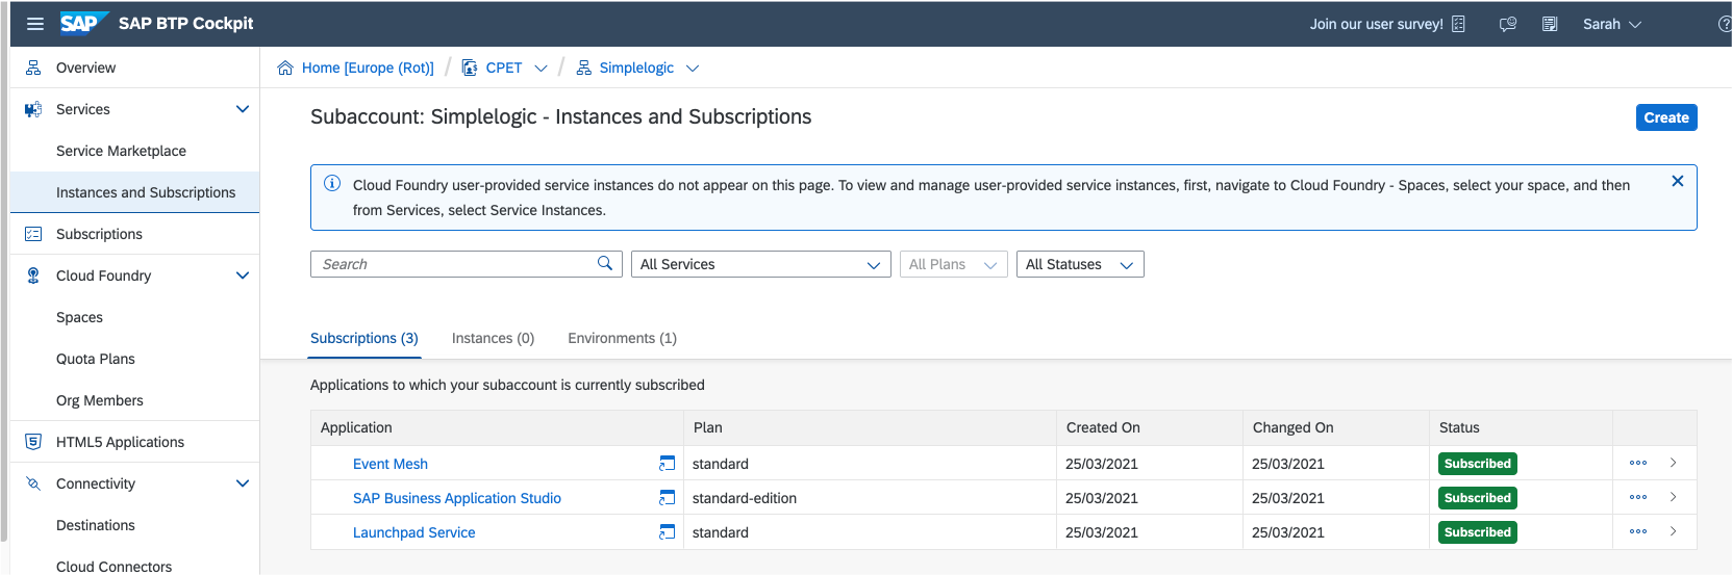 SAP SAP BTP Cockpit
Join our user survey!
Sarah
Overview
Services
Service Marketplace
Instances and Subscriptions
Subscriptions
Cloud Foundry
Spaces
Quota Plans
Org Members
HTML5 Applications
Connectivity
Destinations
Cloud Connectors
Home [Europe (Rot)] / CPET / Simplelogic
Subaccount: Simplelogic - Instances and Subscriptions
Create
Cloud Foundry user-provided service instances do not appear on this page. To view and manage user-provided service instances, first, navigate to Cloud Foundry - Spaces, select your space, and then
from Services, select Service Instances.
Search
All Services
All Plans
All Statuses
Subscriptions (3) Instances (0) Environments (1)
Applications to which your subaccount is currently subscribed
Application Plan Created On Changed On Status
Event Mesh standard 25/03/2021 25/03/2021 Subscribed
SAP Business Application Studio standard-edition 25/03/2021 25/03/2021 Subscribed
Launchpad Service standard 25/03/2021 25/03/2021 Subscribed